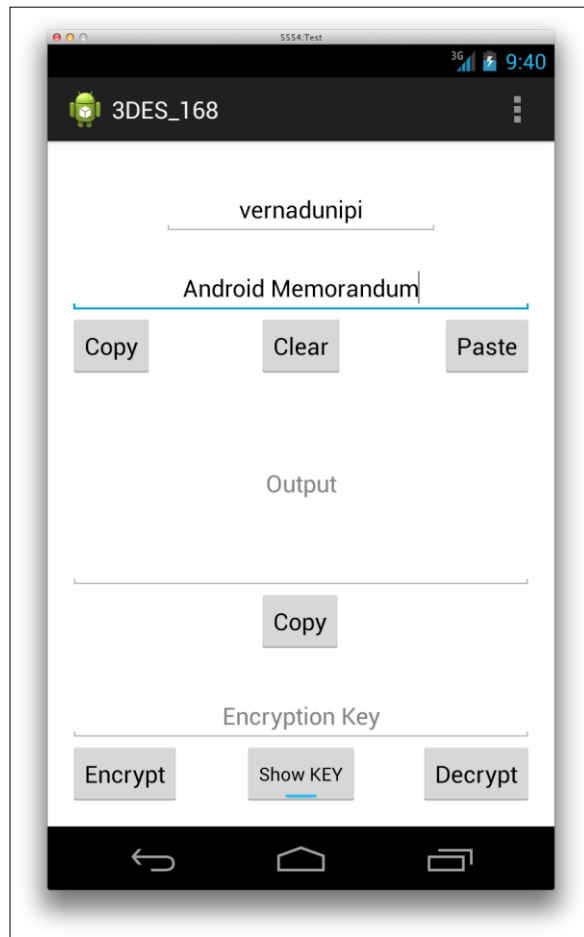 5554:Test
3G 9:40
3DES_168
vernadunipi
Android Memorandum
Copy Clear Paste
Output
Copy
Encryption Key
Encrypt Show KEY Decrypt